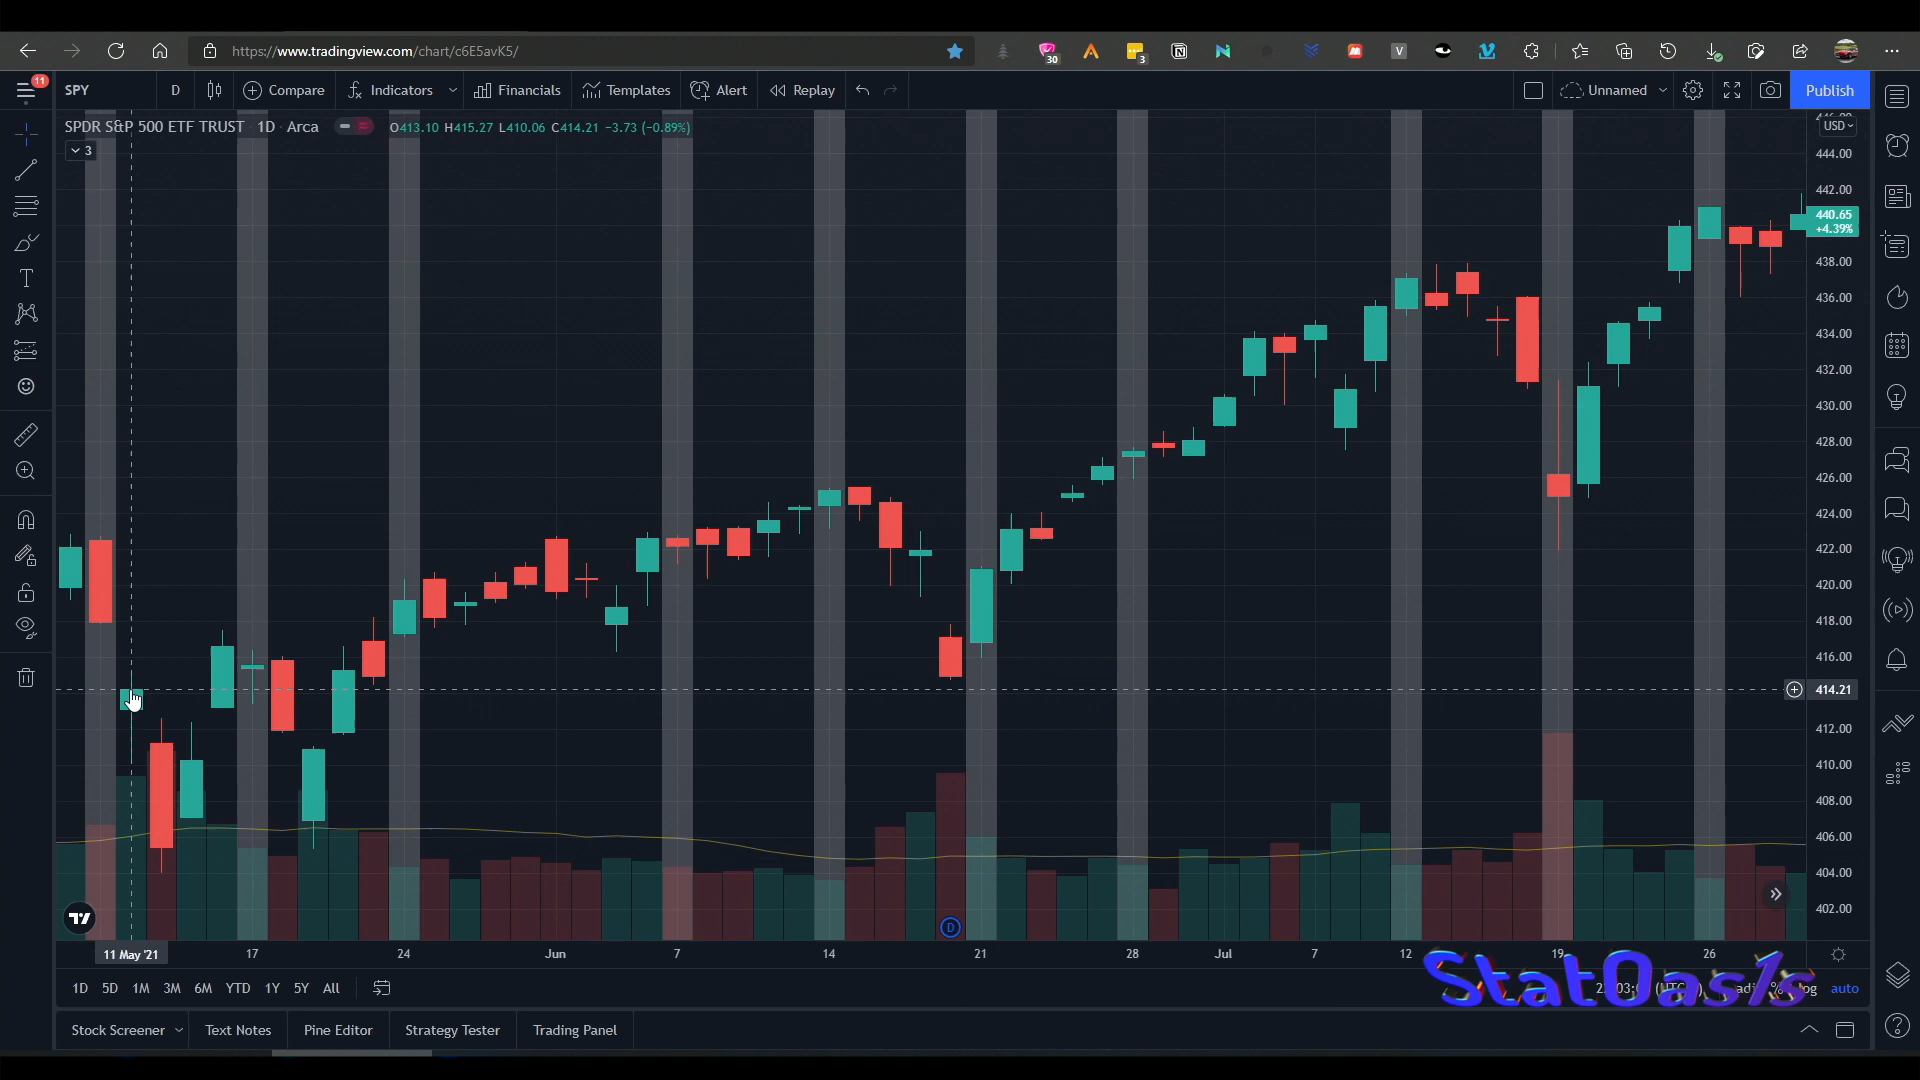 https://www.tradingview.com/chart/c6E5avK5/
30
3
V
11
SPY
D
Compare
Indicators
Financials
Templates
Alert
Replay
Unnamed
Publish
SPDR S&P 500 ETF TRUST 1D Arca
O413.10 H415.27 L410.06 C414.21 -3.73 (-0.89%)
3
USD
444.00
442.00
440.65
+4.39%
438.00
436.00
434.00
432.00
430.00
428.00
426.00
424.00
422.00
420.00
418.00
416.00
414.21
412.00
410.00
408.00
406.00
404.00
402.00
D
11 May '21
17
24
Jun
7
14
21
28
Jul
7
12
19
26
1D 5D 1M 3M 6M YTD 1Y 5Y All
StatOas1s
auto
Stock Screener
Text Notes
Pine Editor
Strategy Tester
Trading Panel